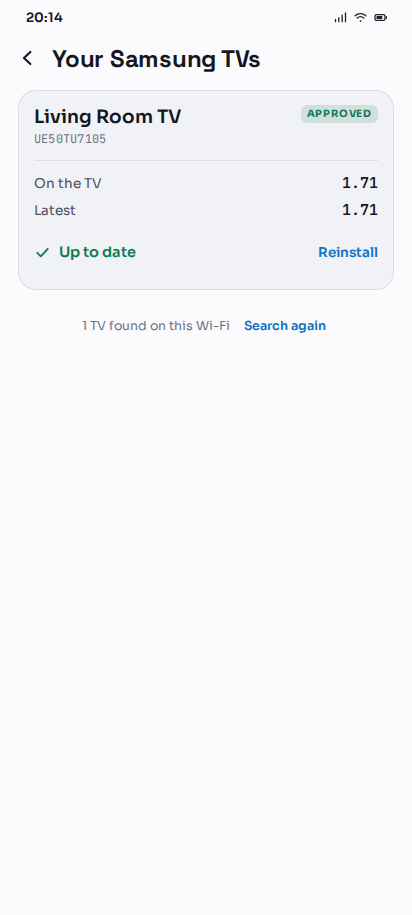 20:14
Your Samsung TVs
Living Room TV
APPROVED
UE50TU7105
On the TV 1.71
Latest 1.71
Up to date Reinstall
1 TV found on this Wi-Fi Search again